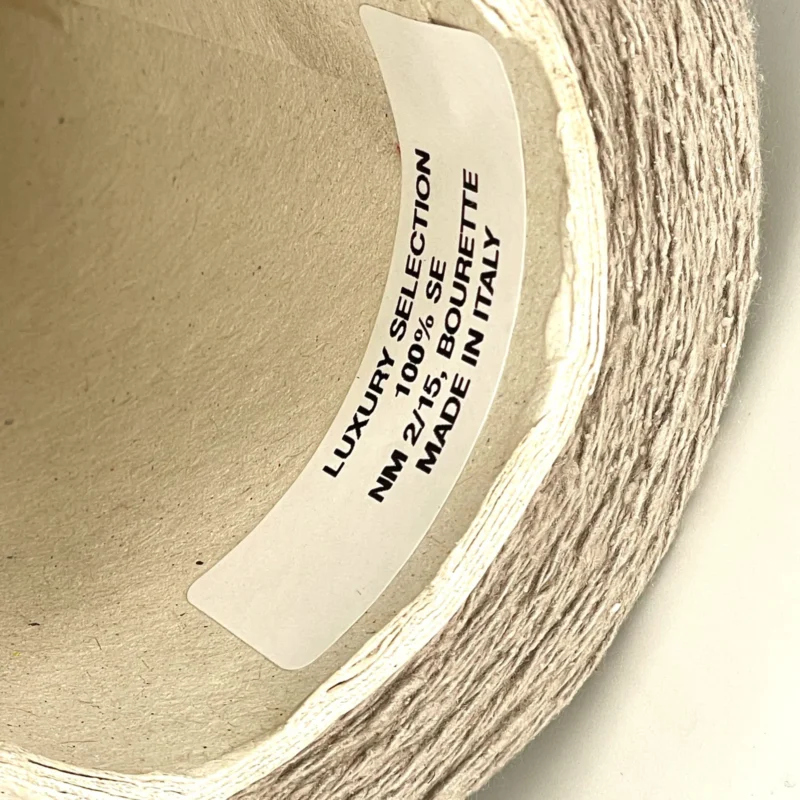 LUXURY SELECTION
100% SE
NM 2/15, BOURETTE
MADE IN ITALY